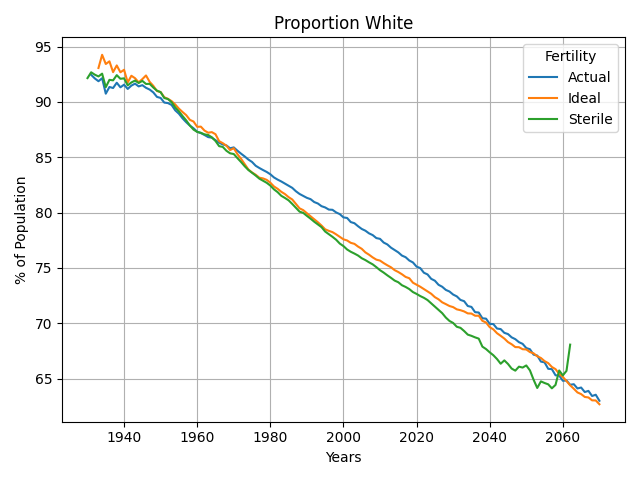 Proportion White
% of Population
95
90
85
80
75
70
65
Fertility
Actual
Ideal
Sterile
1940
1960
1980
2000
2020
2040
2060
Years